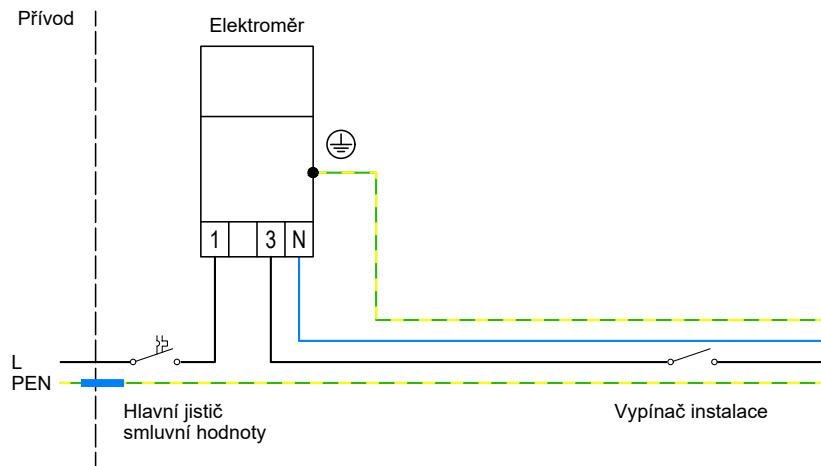 Přívod
Elektroměr
1 3 N
L
PEN
Hlavní jistič
smluvní hodnoty
Vypínač instalace